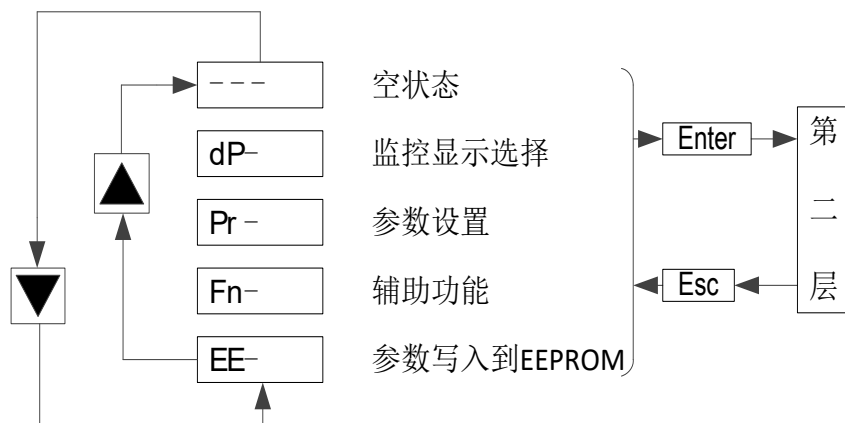 --- 空状态
dP- 监控显示选择
Pr- 参数设置
Fn- 辅助功能
EE- 参数写入到EEPROM
Enter
Esc
第
二
层